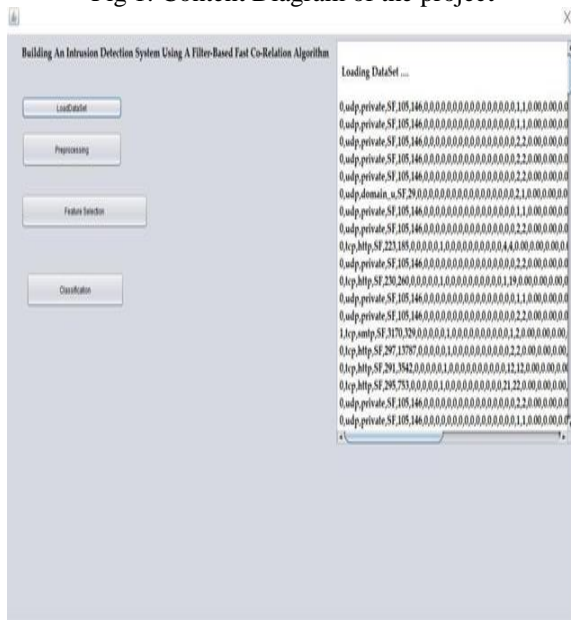 Fig 1: Content Diagram of the project
X
Building An Intrusion Detection System Using A Filter-Based Fast Co-Relation Algorithm
LoadDataSet
Preprocessing
Feature Selection
Classification
Loading DataSet ....
0,udp,private,SF,105,146,0,0,0,0,0,0,0,0,0,0,0,0,0,0,0,0,1,1,0.00,0.00,0.0
0,udp,private,SF,105,146,0,0,0,0,0,0,0,0,0,0,0,0,0,0,0,0,1,1,0.00,0.00,0.0
0,udp,private,SF,105,146,0,0,0,0,0,0,0,0,0,0,0,0,0,0,0,0,2,2,0.00,0.00,0.0
0,udp,private,SF,105,146,0,0,0,0,0,0,0,0,0,0,0,0,0,0,0,0,2,2,0.00,0.00,0.0
0,udp,private,SF,105,146,0,0,0,0,0,0,0,0,0,0,0,0,0,0,0,0,2,2,0.00,0.00,0.0
0,udp,domain_u,SF,29,0,0,0,0,0,0,0,0,0,0,0,0,0,0,0,0,0,2,1,0.00,0.00,0.0
0,udp,private,SF,105,146,0,0,0,0,0,0,0,0,0,0,0,0,0,0,0,0,1,1,0.00,0.00,0.0
0,udp,private,SF,105,146,0,0,0,0,0,0,0,0,0,0,0,0,0,0,0,0,2,2,0.00,0.00,0.0
0,tcp,http,SF,223,185,0,0,0,0,0,1,0,0,0,0,0,0,0,0,0,0,4,4,0.00,0.00,0.00,0.0
0,udp,private,SF,105,146,0,0,0,0,0,0,0,0,0,0,0,0,0,0,0,0,2,2,0.00,0.00,0.0
0,tcp,http,SF,230,260,0,0,0,0,0,1,0,0,0,0,0,0,0,0,0,0,1,19,0.00,0.00,0.00,
0,udp,private,SF,105,146,0,0,0,0,0,0,0,0,0,0,0,0,0,0,0,0,1,1,0.00,0.00,0.0
0,udp,private,SF,105,146,0,0,0,0,0,0,0,0,0,0,0,0,0,0,0,0,2,2,0.00,0.00,0.0
1,tcp,smtp,SF,3170,329,0,0,0,0,0,1,0,0,0,0,0,0,0,0,0,0,1,2,0.00,0.00,0.00,
0,tcp,http,SF,297,13787,0,0,0,0,0,1,0,0,0,0,0,0,0,0,0,0,2,2,0.00,0.00,0.00,
0,tcp,http,SF,291,3542,0,0,0,0,0,1,0,0,0,0,0,0,0,0,0,0,12,12,0.00,0.00,0.00
0,tcp,http,SF,295,753,0,0,0,0,0,1,0,0,0,0,0,0,0,0,0,0,21,22,0.00,0.00,0.00,
0,udp,private,SF,105,146,0,0,0,0,0,0,0,0,0,0,0,0,0,0,0,0,2,2,0.00,0.00,0.0
0,udp,private,SF,105,146,0,0,0,0,0,0,0,0,0,0,0,0,0,0,0,0,1,1,0.00,0.00,0.0